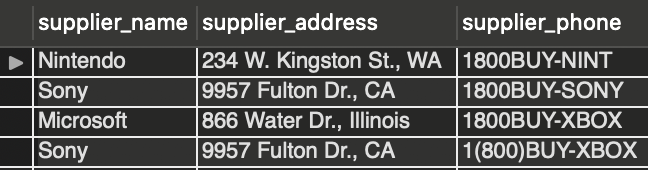 supplier_name supplier_address supplier_phone
Nintendo 234 W. Kingston St., WA 1800BUY-NINT
Sony 9957 Fulton Dr., CA 1800BUY-SONY
Microsoft 866 Water Dr., Illinois 1800BUY-XBOX
Sony 9957 Fulton Dr., CA 1(800)BUY-XBOX